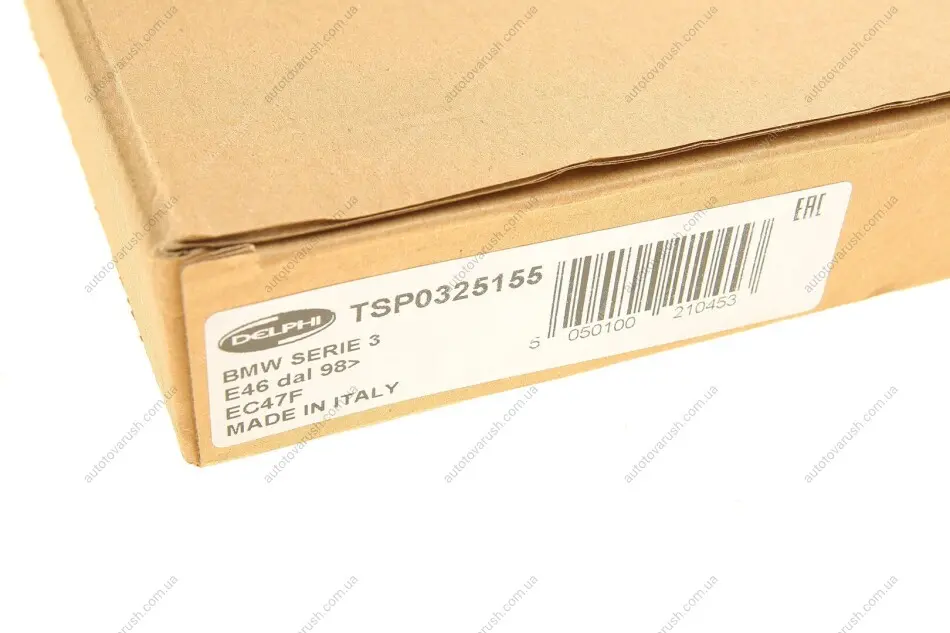 DELPHI TSP0325155
BMW SERIE 3
E46 dal 98>
EC47F
MADE IN ITALY
5 050100 210453
EAC
autotovarush.com.ua